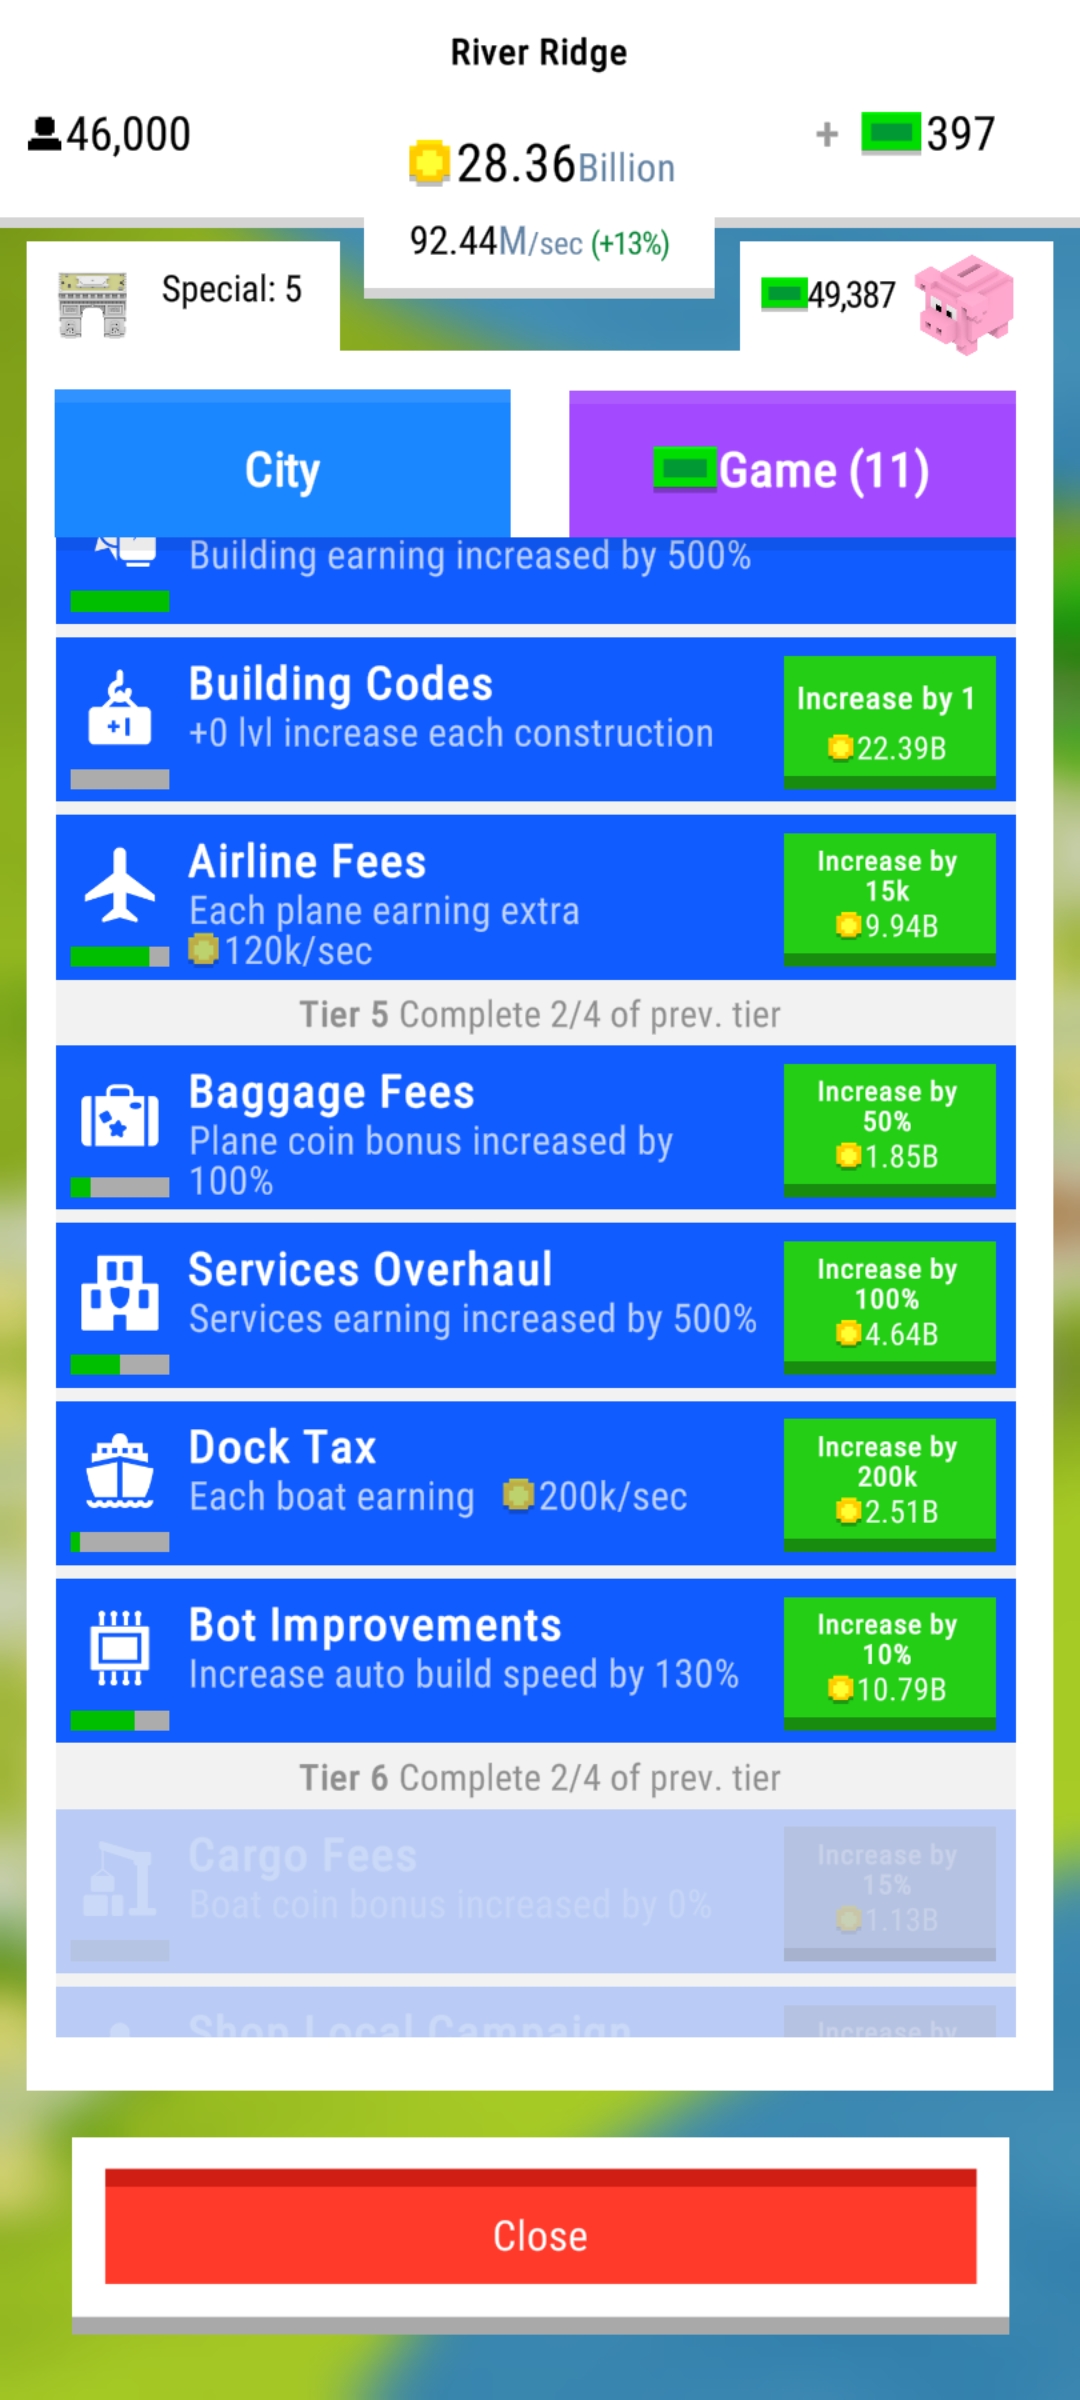 River Ridge
46,000
28.36Billion
+ 397
92.44M/sec (+13%)
Special: 5
49,387
City
Game (11)
Building earning increased by 500%
Building Codes
+0 lvl increase each construction
Increase by 1
22.39B
Airline Fees
Each plane earning extra
120k/sec
Increase by
15k
9.94B
Tier 5 Complete 2/4 of prev. tier
Baggage Fees
Plane coin bonus increased by
100%
Increase by
50%
1.85B
Services Overhaul
Services earning increased by 500%
Increase by
100%
4.64B
Dock Tax
Each boat earning 200k/sec
Increase by
200k
2.51B
Bot Improvements
Increase auto build speed by 130%
Increase by
10%
10.79B
Tier 6 Complete 2/4 of prev. tier
Cargo Fees
Boat coin bonus increased by 0%
Increase by
15%
1.13B
Shop Local Campaign
Increase by
Close